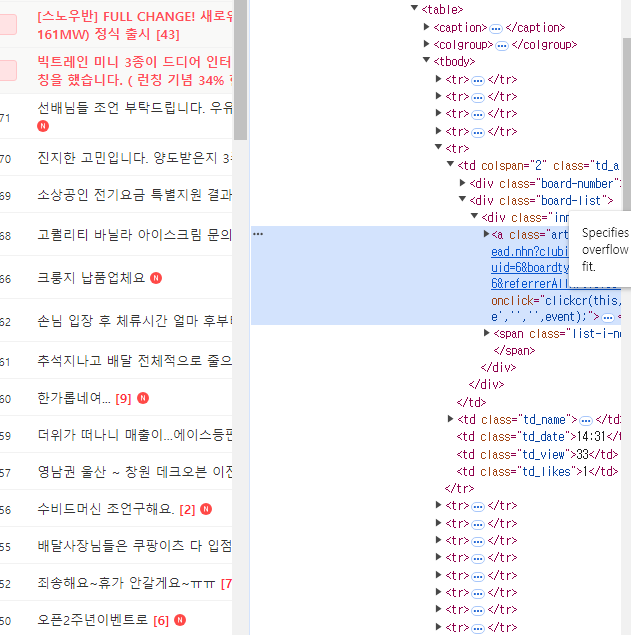 [스노우반] FULL CHANGE! 새로우
161MW) 정식 출시 [43]
빅트레인 미니 3종이 드디어 인터
칭을 했습니다. ( 런칭 기념 34%
71 선배님들 조언 부탁드립니다. 우유
N
70 진지한 고민입니다. 양도받은지 3
69 소상공인 전기요금 특별지원 결과
68 고퀄리티 바닐라 아이스크림 문의
66 크룽지 납품업체요 N
62 손님 입장 후 체류시간 얼마 후부터
61 추석지나고 배달 전체적으로 줄으
60 한가롭네여... [9] N
59 더위가 떠나니 매출이...에이스등편
57 영남권 울산 ~ 창원 데크오븐 이전
56 수비드머신 조언구해요. [2] N
55 배달사장님들은 쿠팡이츠 다 입점
52 죄송해요~휴가 안갈게요~ㅠㅠ [7
50 오픈2주년이벤트로 [6] N
<table>
<caption> … </caption>
<colgroup> … </colgroup>
<tbody>
<tr> … </tr>
<tr> … </tr>
<tr> … </tr>
<tr> … </tr>
<tr>
<td colspan="2" class="td_a
<div class="board-number">
<div class="board-list">
<div class="inn
… <a class="art
ead.nhn?clubi
uid=6&boardty
6&referrerAll
onclick="clickcr(this,
e','','',event);"> …
<span class="list-i-ne
</span>
</div>
</div>
</td>
<td class="td_name"> … </td
<td class="td_date">14:31</t
<td class="td_view">33</td>
<td class="td_likes">1</td>
</tr>
<tr> … </tr>
<tr> … </tr>
<tr> … </tr>
<tr> … </tr>
<tr> … </tr>
<tr> … </tr>
<tr> … </tr>
<tr> … </tr>
Specifies
overflow
fit.